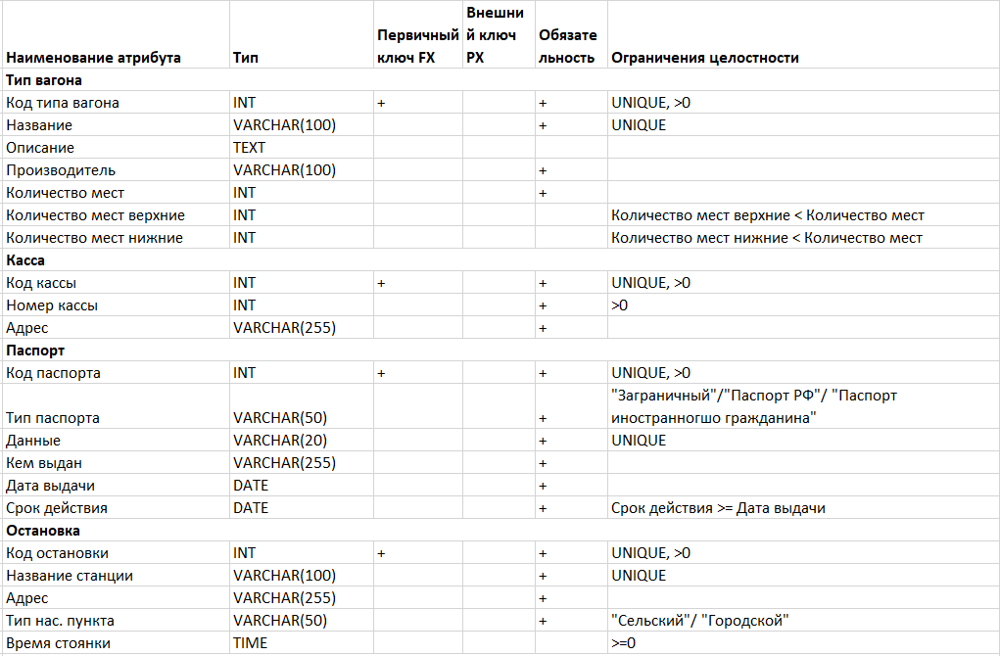 Наименование атрибута Тип Первичный ключ FX Внешний ключ PX Обязательность Ограничения целостности
Тип вагона
Код типа вагона INT + + UNIQUE, >0
Название VARCHAR(100) + UNIQUE
Описание TEXT
Производитель VARCHAR(100) +
Количество мест INT +
Количество мест верхние INT Количество мест верхние < Количество мест
Количество мест нижние INT Количество мест нижние < Количество мест
Касса
Код кассы INT + + UNIQUE, >0
Номер кассы INT + >0
Адрес VARCHAR(255) +
Паспорт
Код паспорта INT + + UNIQUE, >0
Тип паспорта VARCHAR(50) + "Заграничный"/"Паспорт РФ"/ "Паспорт
иностранногшо гражданина"
Данные VARCHAR(20) + UNIQUE
Кем выдан VARCHAR(255) +
Дата выдачи DATE +
Срок действия DATE + Срок действия >= Дата выдачи
Остановка
Код остановки INT + + UNIQUE, >0
Название станции VARCHAR(100) + UNIQUE
Адрес VARCHAR(255) +
Тип нас. пункта VARCHAR(50) + "Сельский"/ "Городской"
Время стоянки TIME >=0